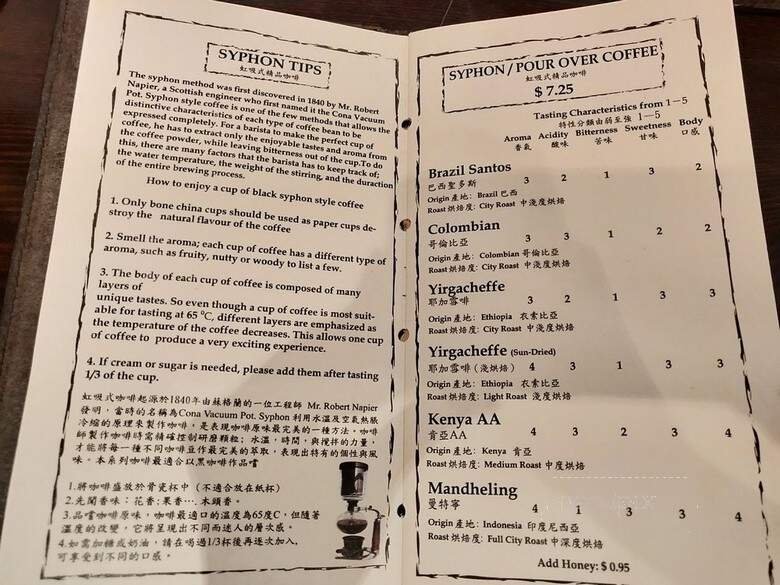 SYPHON TIPS
虹吸式精品咖啡
The syphon method was first discovered in 1840 by Mr. Robert
Napier, a Scottish engineer who first named it the Cona Vacuum
Pot. Syphon style coffee is one of the few methods that allows the
distinctive characteristics of each type of coffee bean to be
expressed completely. For a barista to make the perfect cup of
coffee, he has to extract only the enjoyable tastes and aroma from
the coffee powder, while leaving bitterness out of the cup.To do
this, there are many factors that the barista has to keep track of;
the water temperature, the weight of the stirring, and the duraction
of the entire brewing process.
How to enjoy a cup of black syphon style coffee
1. Only bone china cups should be used as paper cups de-
stroy the natural flavour of the coffee
2. Smell the aroma; each cup of coffee has a different type of
aroma, such as fruity, nutty or woody to list a few.
3. The body of each cup of coffee is composed of many
layers of
unique tastes. So even though a cup of coffee is most suit-
able for tasting at 65 ⁰C, different layers are emphasized as
the temperature of the coffee decreases. This allows one cup
of coffee to produce a very exciting experience.
4. If cream or sugar is needed, please add them after tasting
1/3 of the cup.
虹吸式咖啡起源於1840年由蘇格蘭的一位工程師 Mr. Robert Napier
發明，當時的名稱為Cona Vacuum Pot. Syphon 利用水溫及空氣熱脹
冷縮的原理來製作咖啡，是表現咖啡原味最完美的一種方法，咖啡
師製作咖啡時需精確控制研磨顆粒；水溫，時間，與攪拌的力量，
才能將每一種不同咖啡豆作最完美的萃取，表現出特有的個性與風
味。本系列咖啡最適合以黑咖啡作品嘗
1.將咖啡盛放於骨瓷杯中（不適合放在紙杯）
2.先聞香味：花香;果香…. 木頭香。
3.品嘗咖啡原味，咖啡最適口的溫度為65度C，但隨著
溫度的改變，它將呈現出不同而迷人的層次感。
4.如需加糖或奶油，請在喝過1/3杯後再逐次加入,
可享受到不同的口感。
SYPHON / POUR OVER COFFEE
虹吸式精品咖啡
$ 7.25
Tasting Characteristics from 1－5
特性分類由弱至強 1－5
Aroma Acidity Bitterness Sweetness Body
香氣 酸味 苦味 甘味 口感
Brazil Santos
巴西聖多斯 3 2 1 3 2
Origin 產地: Brazil 巴西
Roast 烘焙度: City Roast 中淺度烘焙
Colombian
哥倫比亞 3 3 1 2 2
Origin 產地: Colombian 哥倫比亞
Roast 烘焙度: City Roast 中淺度烘焙
Yirgacheffe
耶加雪啡 3 2 1 3 3
Origin 產地: Ethiopia 衣索比亞
Roast 烘焙度: City Roast 中淺度烘焙
Yirgacheffe (Sun-Dried)
耶加雪啡 (淺烘焙) 4 3 1 3 3
Origin 產地: Ethiopia 衣索比亞
Roast 烘焙度: Light Roast 淺度烘焙
Kenya AA
肯亞AA 4 3 2 3 4
Origin 產地: Kenya 肯亞
Roast 烘焙度: Medium Roast 中度烘焙
Mandheling
曼特寧 4 1 3 3 4
Origin 產地: Indonesia 印度尼西亞
Roast 烘焙度: Full City Roast 中深度烘焙
Add Honey: $ 0.95